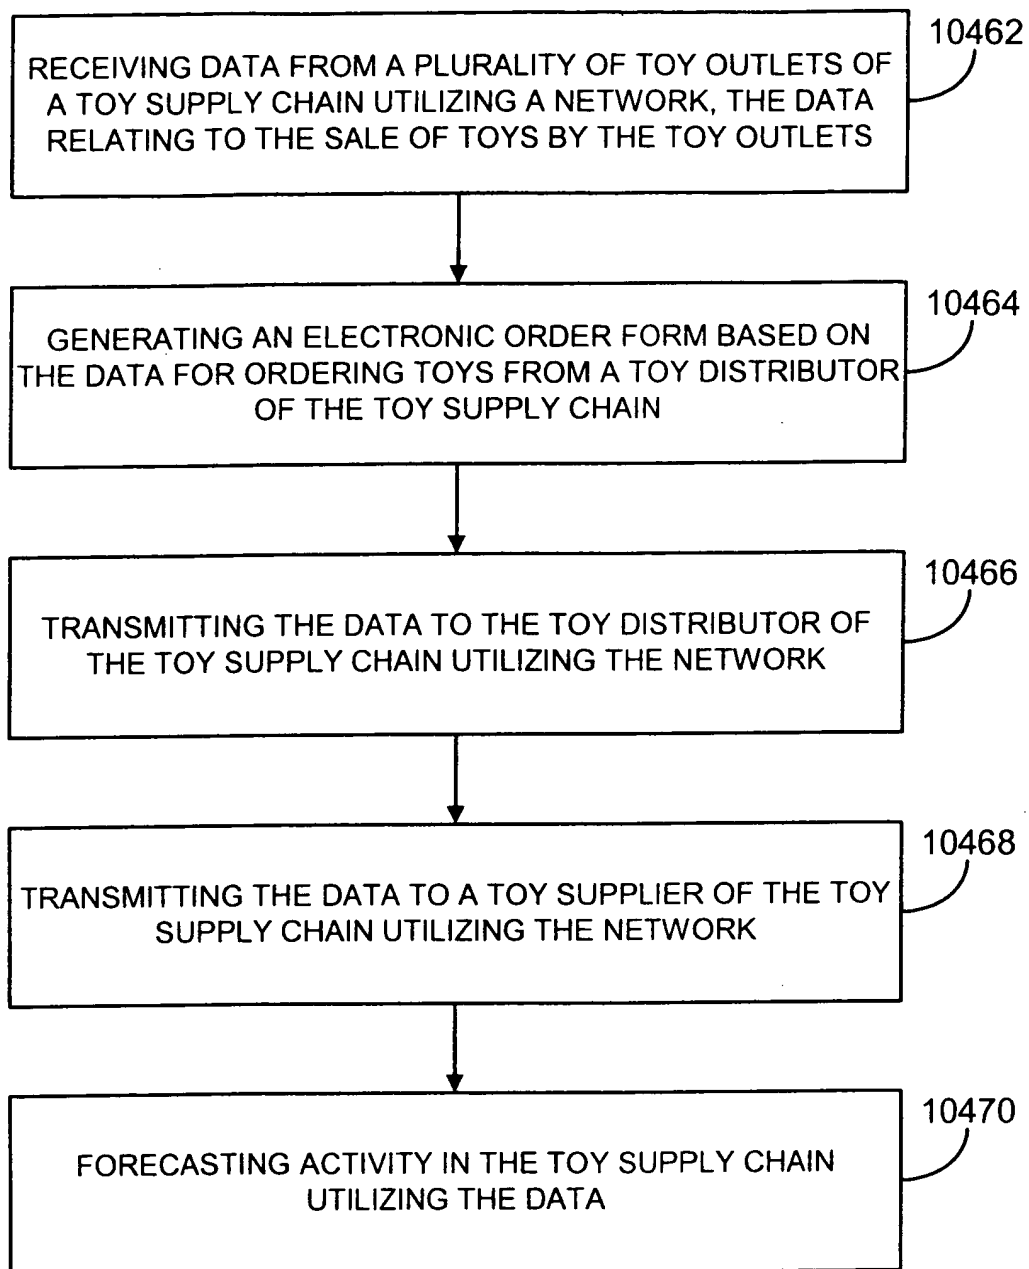 10462
RECEIVING DATA FROM A PLURALITY OF TOY OUTLETS OF
A TOY SUPPLY CHAIN UTILIZING A NETWORK, THE DATA
RELATING TO THE SALE OF TOYS BY THE TOY OUTLETS
10464
GENERATING AN ELECTRONIC ORDER FORM BASED ON
THE DATA FOR ORDERING TOYS FROM A TOY DISTRIBUTOR
OF THE TOY SUPPLY CHAIN
10466
TRANSMITTING THE DATA TO THE TOY DISTRIBUTOR OF
THE TOY SUPPLY CHAIN UTILIZING THE NETWORK
10468
TRANSMITTING THE DATA TO A TOY SUPPLIER OF THE TOY
SUPPLY CHAIN UTILIZING THE NETWORK
10470
FORECASTING ACTIVITY IN THE TOY SUPPLY CHAIN
UTILIZING THE DATA